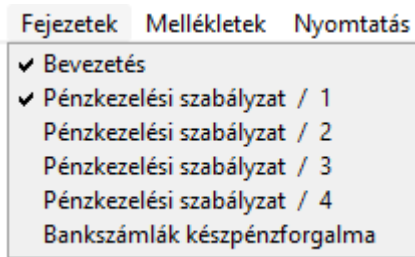 Fejezetek Mellékletek Nyomtatás
✔ Bevezetés
✔ Pénzkezelési szabályzat / 1
Pénzkezelési szabályzat / 2
Pénzkezelési szabályzat / 3
Pénzkezelési szabályzat / 4
Bankszámlák készpénzforgalma